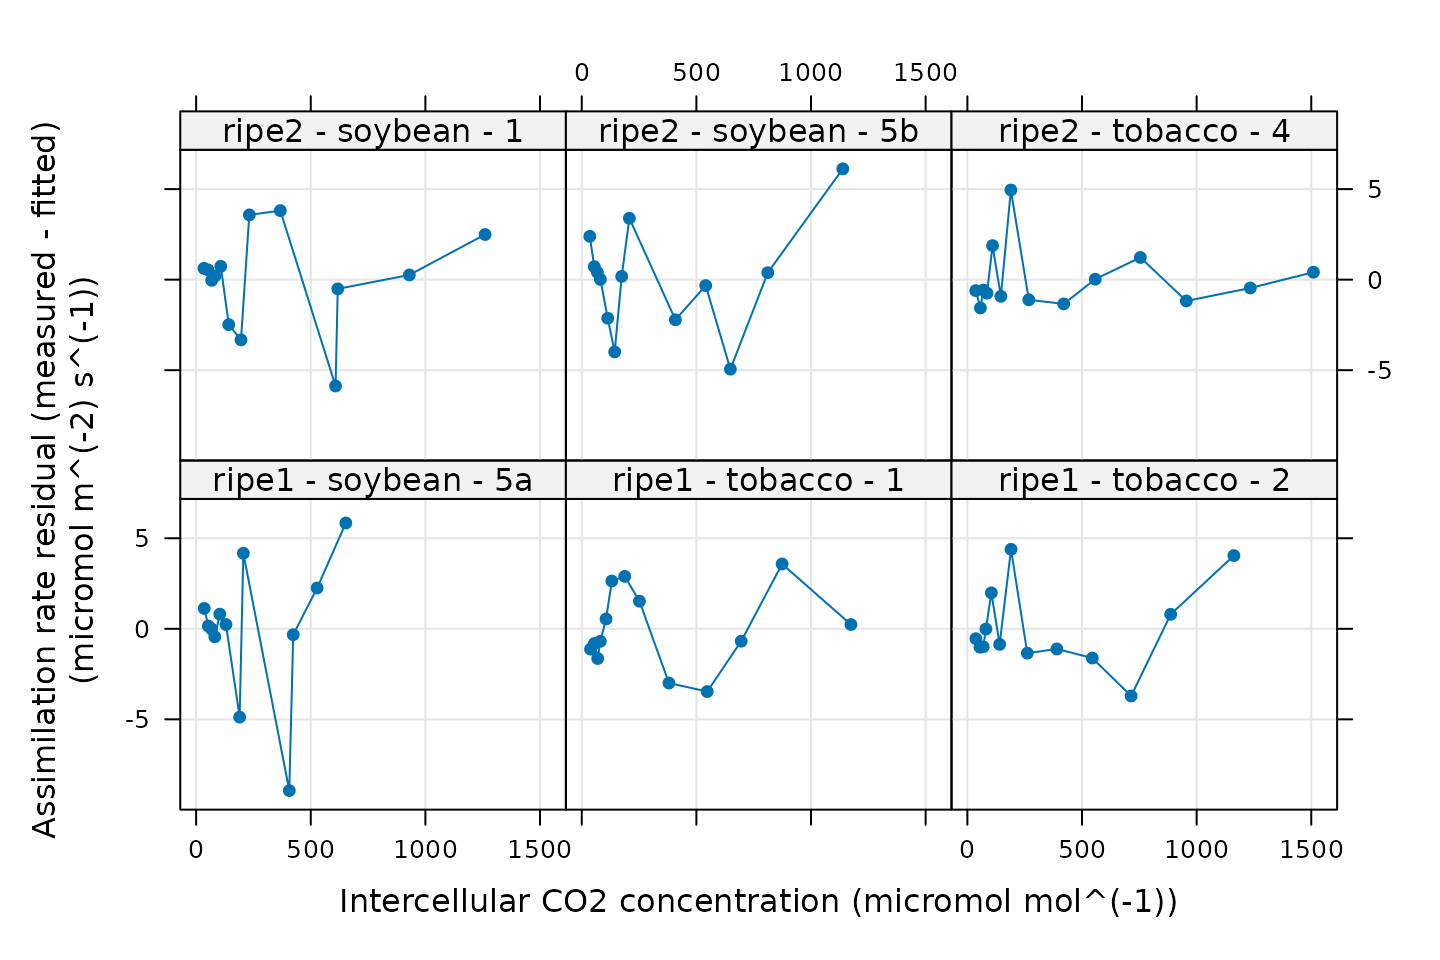 0 500 1000 1500
ripe2 - soybean - 1
ripe2 - soybean - 5b
ripe2 - tobacco - 4
5
0
-5
ripe1 - soybean - 5a
ripe1 - tobacco - 1
ripe1 - tobacco - 2
5
0
-5
0 500 1000 1500
0 500 1000 1500
Intercellular CO2 concentration (micromol mol^(-1))
Assimilation rate residual (measured - fitted)
(micromol m^(-2) s^(-1))